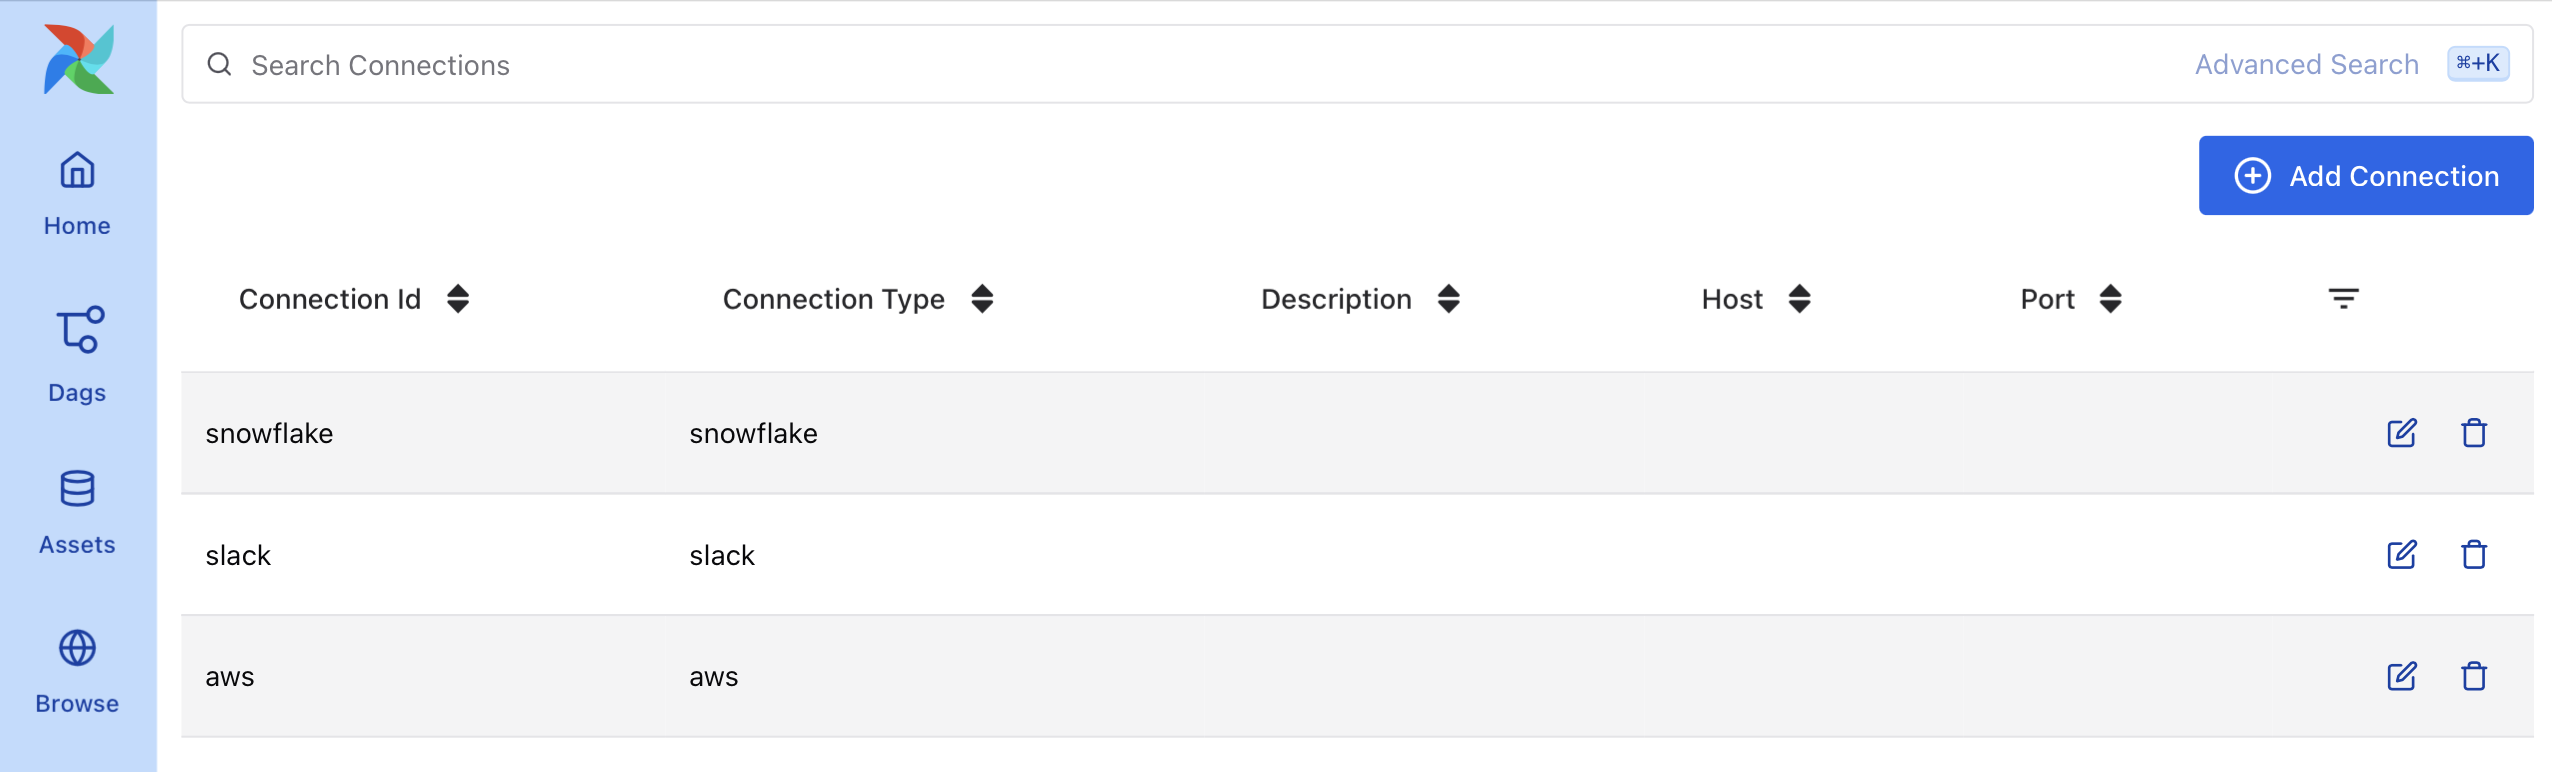 Search Connections Advanced Search ⌘+K
Add Connection
Home
Dags
Assets
Browse
Connection Id Connection Type Description Host Port
snowflake snowflake
slack slack
aws aws